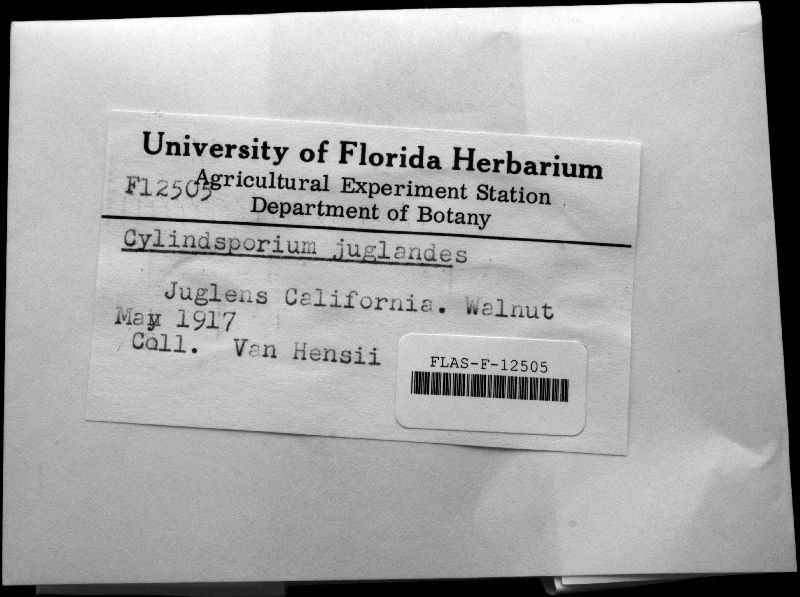 University of Florida Herbarium
Agricultural Experiment Station
F12505
Department of Botany
Cylindsporium juglandes
Juglens California. Walnut
May 1917
Coll. Van Hensii
FLAS-F-12505